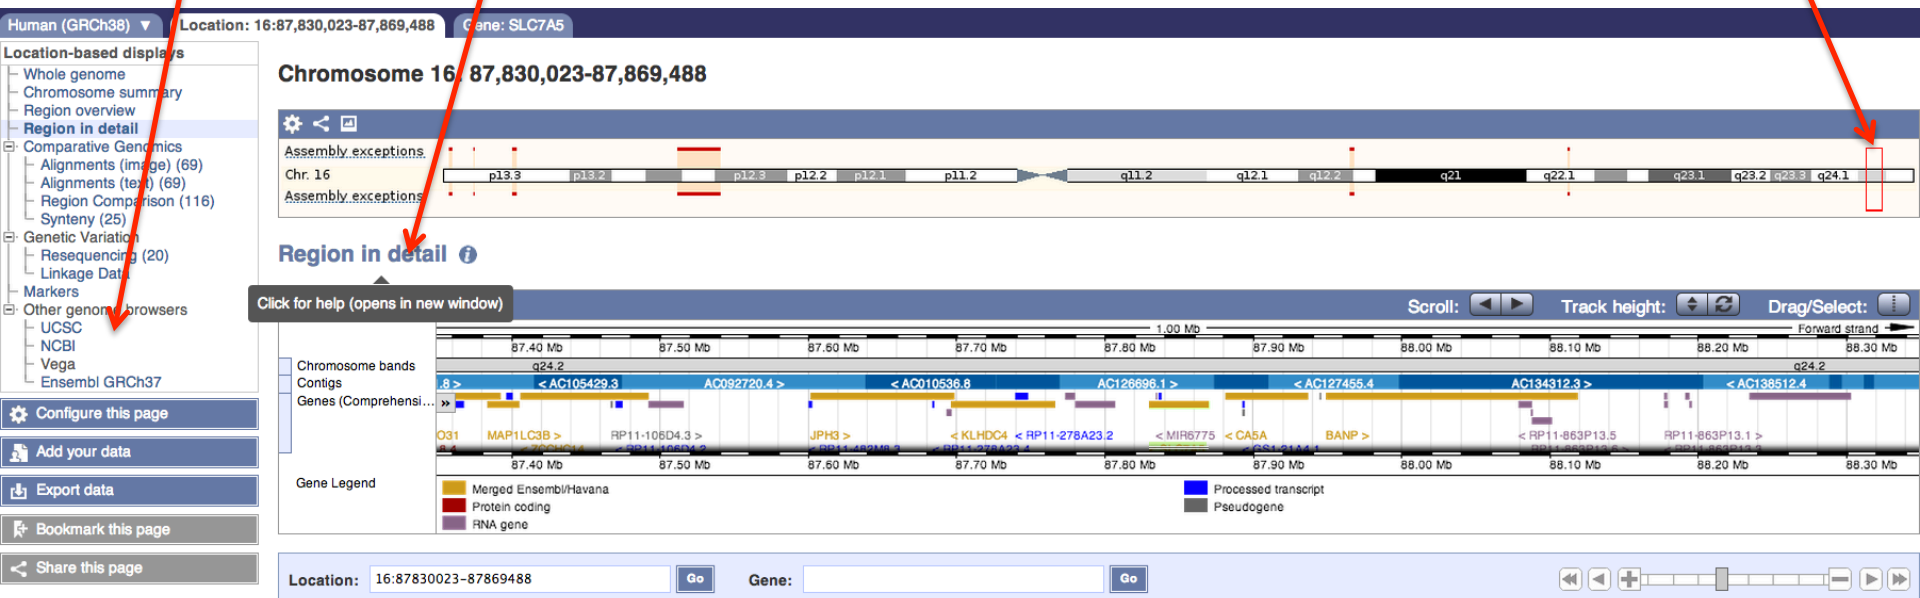 Human (GRCh38) ▼
Location: 16:87,830,023-87,869,488
Gene: SLC7A5
Location-based displays
Whole genome
Chromosome summary
Region overview
Region in detail
Comparative Genomics
Alignments (image) (69)
Alignments (text) (69)
Region Comparison (116)
Synteny (25)
Genetic Variation
Resequencing (20)
Linkage Data
Markers
Other genome browsers
UCSC
NCBI
Vega
Ensembl GRCh37
Configure this page
Add your data
Export data
Bookmark this page
Share this page
Chromosome 16: 87,830,023-87,869,488
Assembly exceptions
Chr. 16
p13.3 p13.2 p12.3 p12.2 p12.1 p11.2 q11.2 q12.1 q12.2 q21 q22.1 q23.1 q23.2 q23.3 q24.1
Assembly exceptions
Region in detail
Click for help (opens in new window)
Scroll: Track height: Drag/Select:
1.00 Mb Forward strand
87.40 Mb 87.50 Mb 87.60 Mb 87.70 Mb 87.80 Mb 87.90 Mb 88.00 Mb 88.10 Mb 88.20 Mb 88.30 Mb
Chromosome bands q24.2 q24.2
Contigs .8 > < AC105429.3 AC092720.4 > < AC010536.8 AC126696.1 > < AC127455.4 AC134312.3 > < AC138512.4
Genes (Comprehensi... »
O31 MAP1LC3B > RP11-106D4.3 > JPH3 > < KLHDC4 < RP11-278A23.2 < MIR6775 < CA5A BANP > < RP11-863P13.5 RP11-863P13.1 >
87.40 Mb 87.50 Mb 87.60 Mb 87.70 Mb 87.80 Mb 87.90 Mb 88.00 Mb 88.10 Mb 88.20 Mb 88.30 Mb
Gene Legend
Merged Ensembl/Havana
Protein coding
RNA gene
Processed transcript
Pseudogene
Location: 16:87830023-87869488 Go Gene: Go